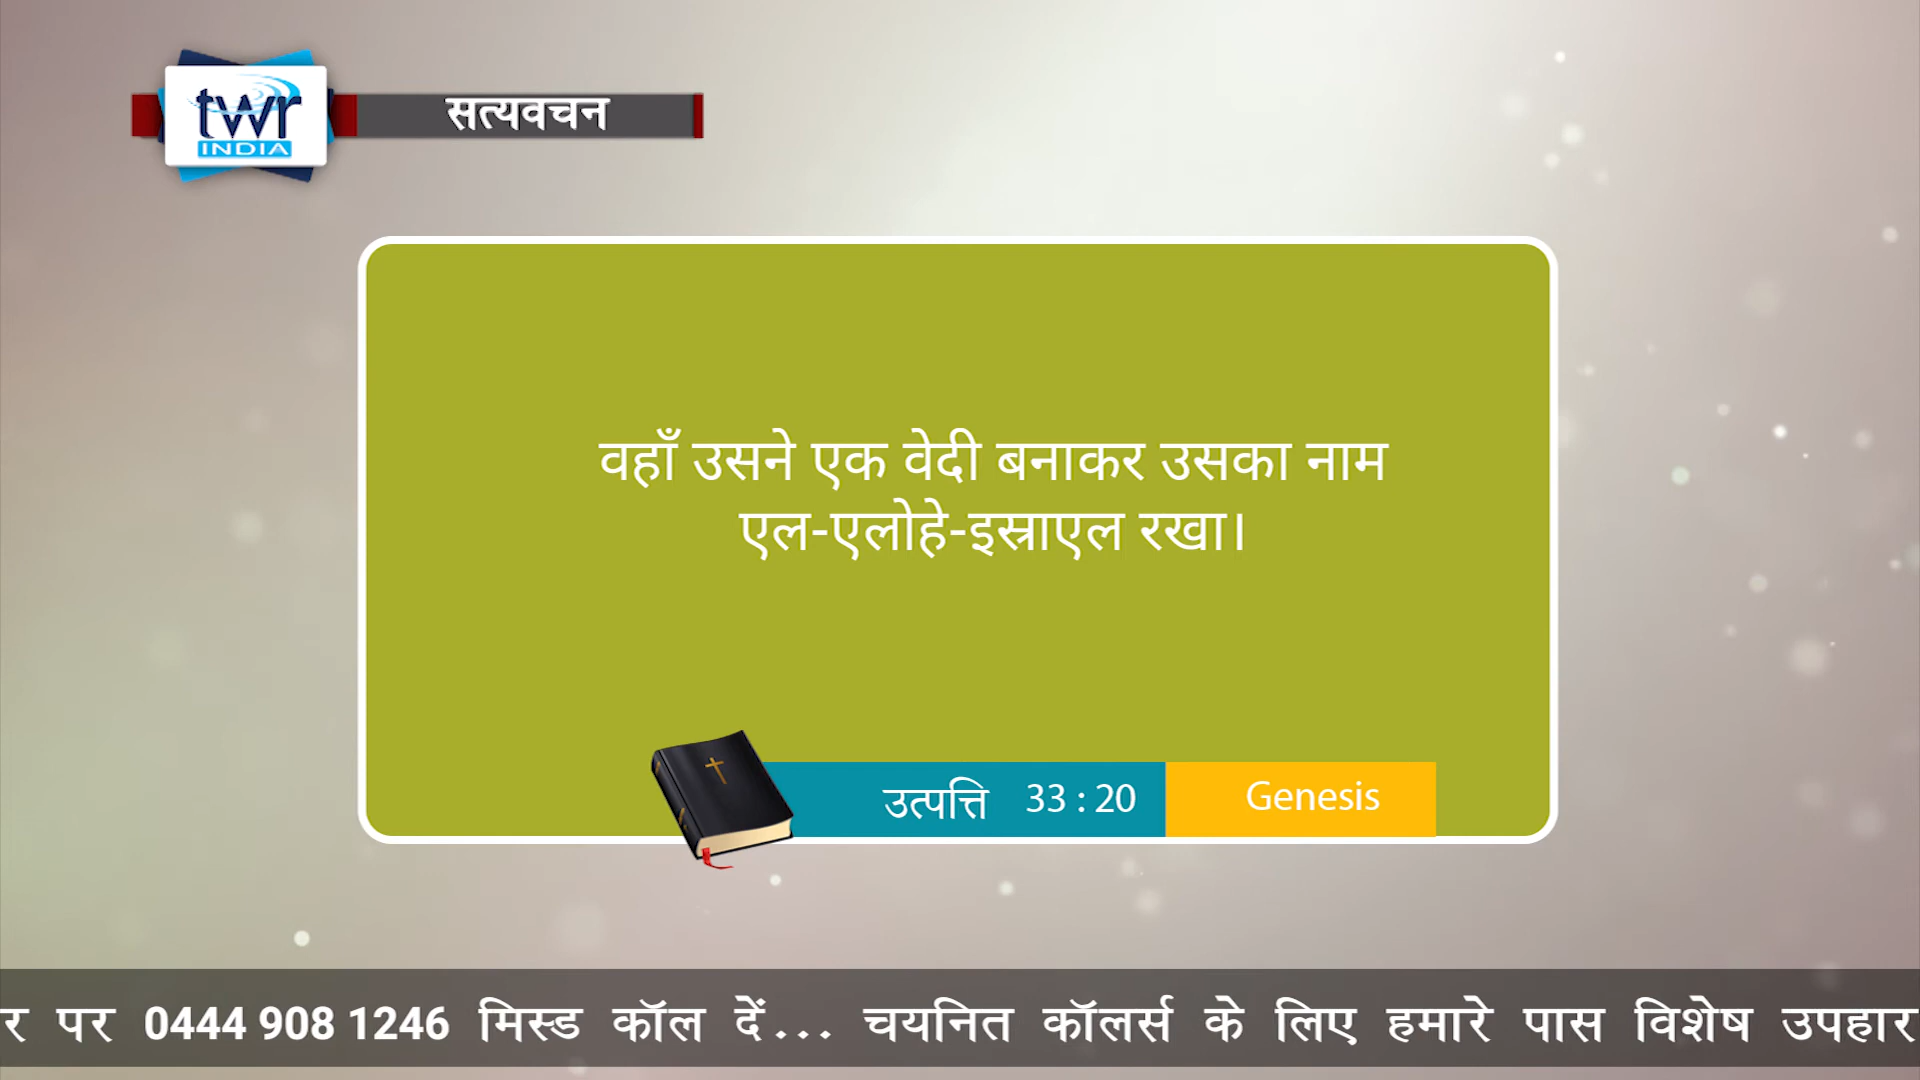 twr
INDIA
सत्यवचन
वहाँ उसने एक वेदी बनाकर उसका नाम
एल-एलोहे-इस्राएल रखा।
उत्पत्ति 33 : 20 Genesis
र पर 0444 908 1246 मिस्ड कॉल दें... चयनित कॉलर्स के लिए हमारे पास विशेष उपहार